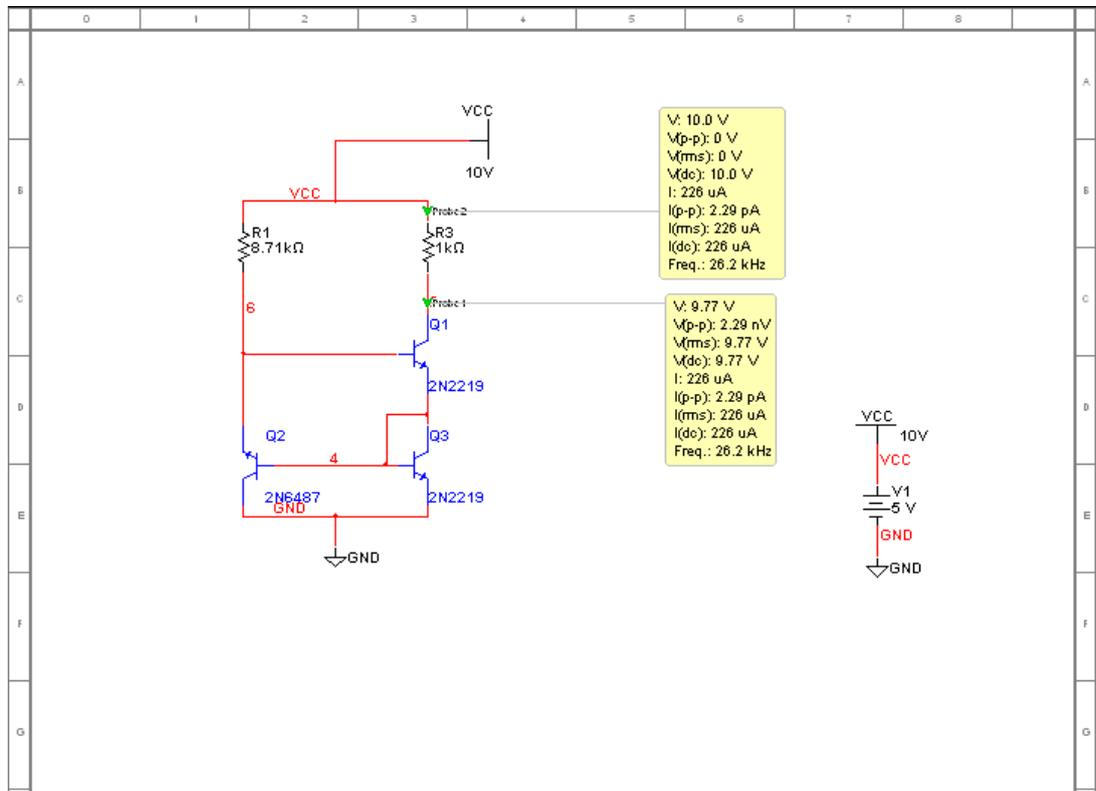 0 1 2 3 4 5 6 7 8
A A
B B
C C
D D
E E
F F
G G
VCC
10V
VCC
R1
8.71kΩ
Probe2
R3
1kΩ
6
Probe1
Q1
2N2219
Q2
4
Q3
2N6487
2N2219
GND
GND
V: 10.0 V
V(p-p): 0 V
V(rms): 0 V
V(dc): 10.0 V
I: 226 uA
I(p-p): 2.29 pA
I(rms): 226 uA
I(dc): 226 uA
Freq.: 26.2 kHz
V: 9.77 V
V(p-p): 2.29 nV
V(rms): 9.77 V
V(dc): 9.77 V
I: 226 uA
I(p-p): 2.29 pA
I(rms): 226 uA
I(dc): 226 uA
Freq.: 26.2 kHz
VCC
10V
VCC
V1
5 V
GND
GND